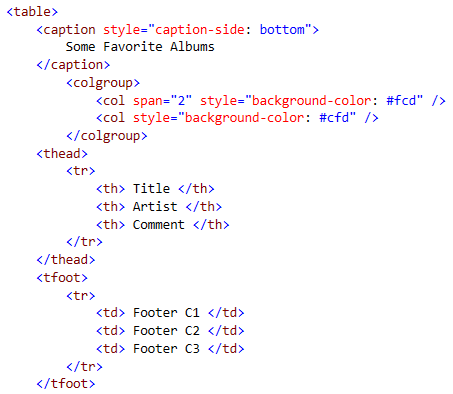 <table>
    <caption style="caption-side: bottom">
        Some Favorite Albums
    </caption>
        <colgroup>
            <col span="2" style="background-color: #fcd" />
            <col style="background-color: #cfd" />
        </colgroup>
    <thead>
        <tr>
            <th> Title </th>
            <th> Artist </th>
            <th> Comment </th>
        </tr>
    </thead>
    <tfoot>
        <tr>
            <td> Footer C1 </td>
            <td> Footer C2 </td>
            <td> Footer C3 </td>
        </tr>
    </tfoot>